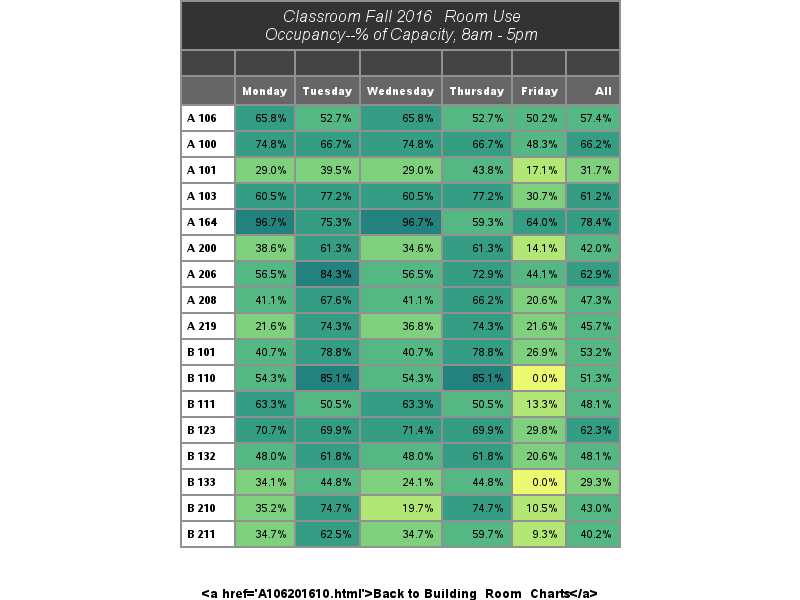 Classroom Fall 2016 Room Use
Occupancy--% of Capacity, 8am - 5pm
Monday Tuesday Wednesday Thursday Friday All
A 106 65.8% 52.7% 65.8% 52.7% 50.2% 57.4%
A 100 74.8% 66.7% 74.8% 66.7% 48.3% 66.2%
A 101 29.0% 39.5% 29.0% 43.8% 17.1% 31.7%
A 103 60.5% 77.2% 60.5% 77.2% 30.7% 61.2%
A 164 96.7% 75.3% 96.7% 59.3% 64.0% 78.4%
A 200 38.6% 61.3% 34.6% 61.3% 14.1% 42.0%
A 206 56.5% 84.3% 56.5% 72.9% 44.1% 62.9%
A 208 41.1% 67.6% 41.1% 66.2% 20.6% 47.3%
A 219 21.6% 74.3% 36.8% 74.3% 21.6% 45.7%
B 101 40.7% 78.8% 40.7% 78.8% 26.9% 53.2%
B 110 54.3% 85.1% 54.3% 85.1% 0.0% 51.3%
B 111 63.3% 50.5% 63.3% 50.5% 13.3% 48.1%
B 123 70.7% 69.9% 71.4% 69.9% 29.8% 62.3%
B 132 48.0% 61.8% 48.0% 61.8% 20.6% 48.1%
B 133 34.1% 44.8% 24.1% 44.8% 0.0% 29.3%
B 210 35.2% 74.7% 19.7% 74.7% 10.5% 43.0%
B 211 34.7% 62.5% 34.7% 59.7% 9.3% 40.2%
<a href='A106201610.html'>Back to Building_Room_Charts</a>